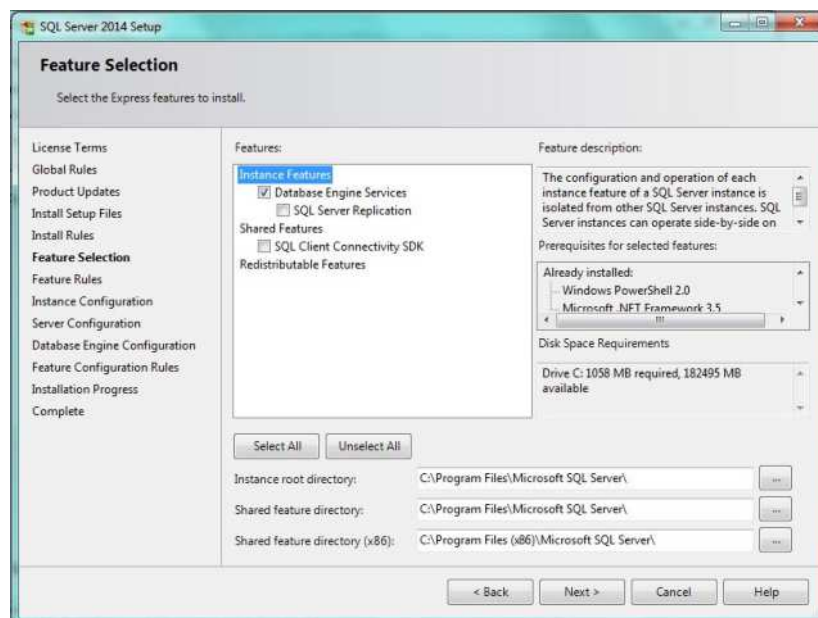 SQL Server 2014 Setup
Feature Selection
Select the Express features to install.
License Terms
Global Rules
Product Updates
Install Setup Files
Install Rules
Feature Selection
Feature Rules
Instance Configuration
Server Configuration
Database Engine Configuration
Feature Configuration Rules
Installation Progress
Complete
Features:
Instance Features
Database Engine Services
SQL Server Replication
Shared Features
SQL Client Connectivity SDK
Redistributable Features
Feature description:
The configuration and operation of each
instance feature of a SQL Server instance is
isolated from other SQL Server instances. SQL
Server instances can operate side-by-side on
Prerequisites for selected features:
Already installed:
Windows PowerShell 2.0
Microsoft .NET Framework 3.5
Disk Space Requirements
Drive C: 1058 MB required, 182495 MB
available
Select All
Unselect All
Instance root directory:
C:\Program Files\Microsoft SQL Server\
...
Shared feature directory:
C:\Program Files\Microsoft SQL Server\
...
Shared feature directory (x86):
C:\Program Files (x86)\Microsoft SQL Server\
...
< Back
Next >
Cancel
Help